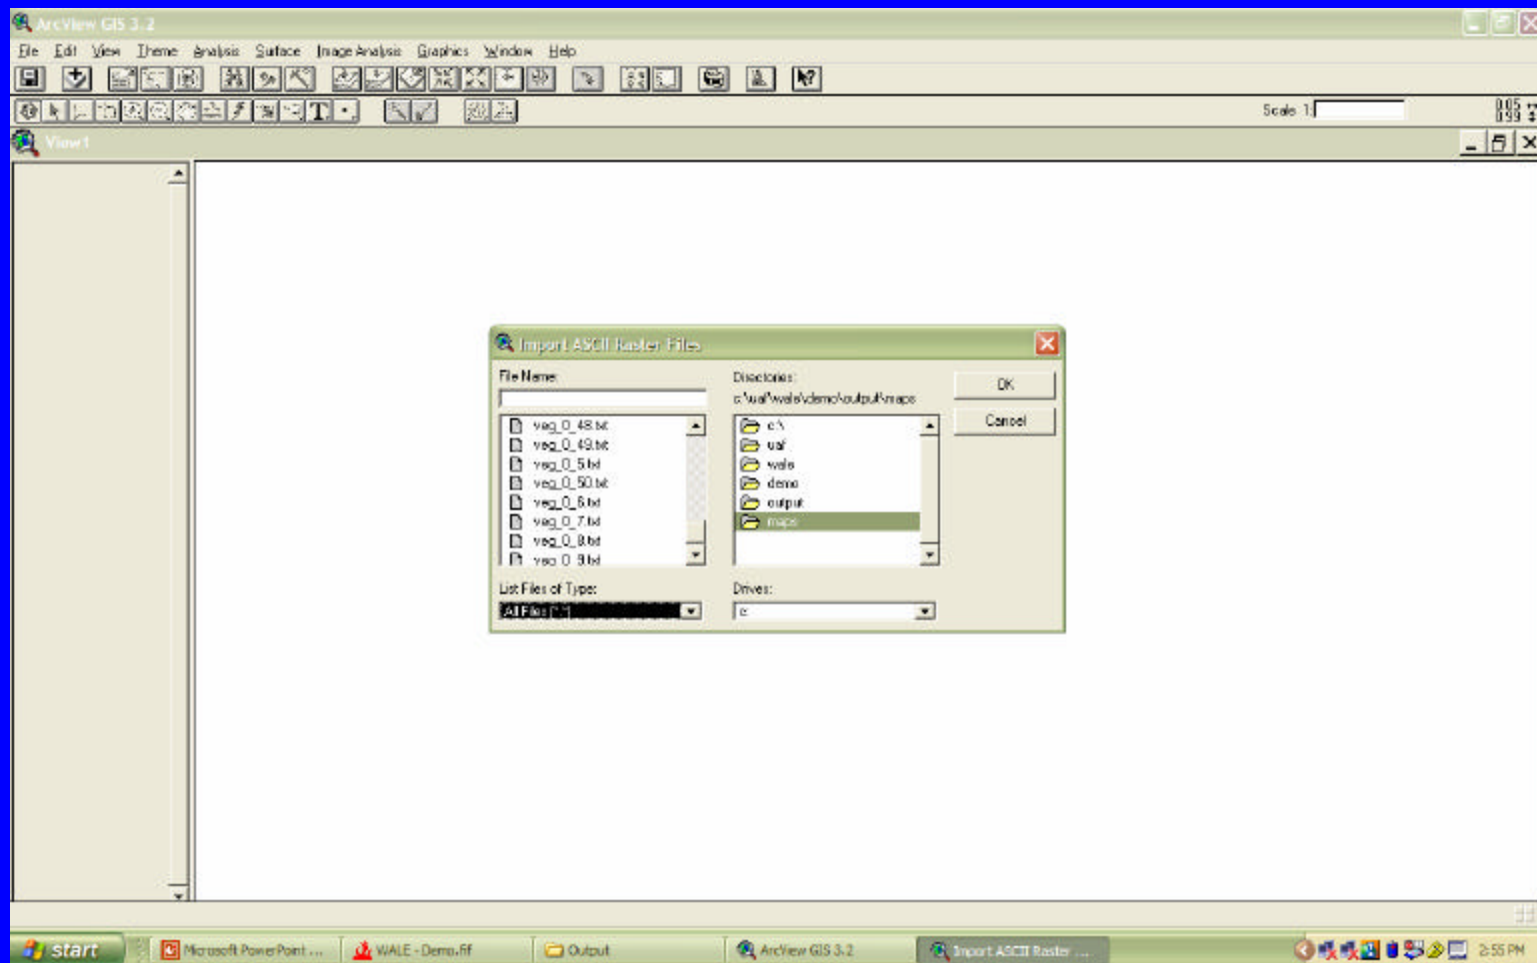 ArcView GIS 3.2
File Edit View Theme Analysis Surface Image Analysis Graphics Window Help
Scale 1:
View1
Import ASCII Raster Files
File Name:
veg_0_48.txt
veg_0_49.txt
veg_0_5.txt
veg_0_50.txt
veg_0_6.txt
veg_0_7.txt
veg_0_8.txt
veg_0_9.txt
List Files of Type:
All Files [*.*]
Directories:
c:\uaf\wale\demo\output\maps
c:\
uaf
wale
demo
output
maps
Drives:
c:
OK
Cancel
start
Microsoft PowerPoint ...
WALE - Demo.fif
Output
ArcView GIS 3.2
Import ASCII Raster ...
2:55 PM